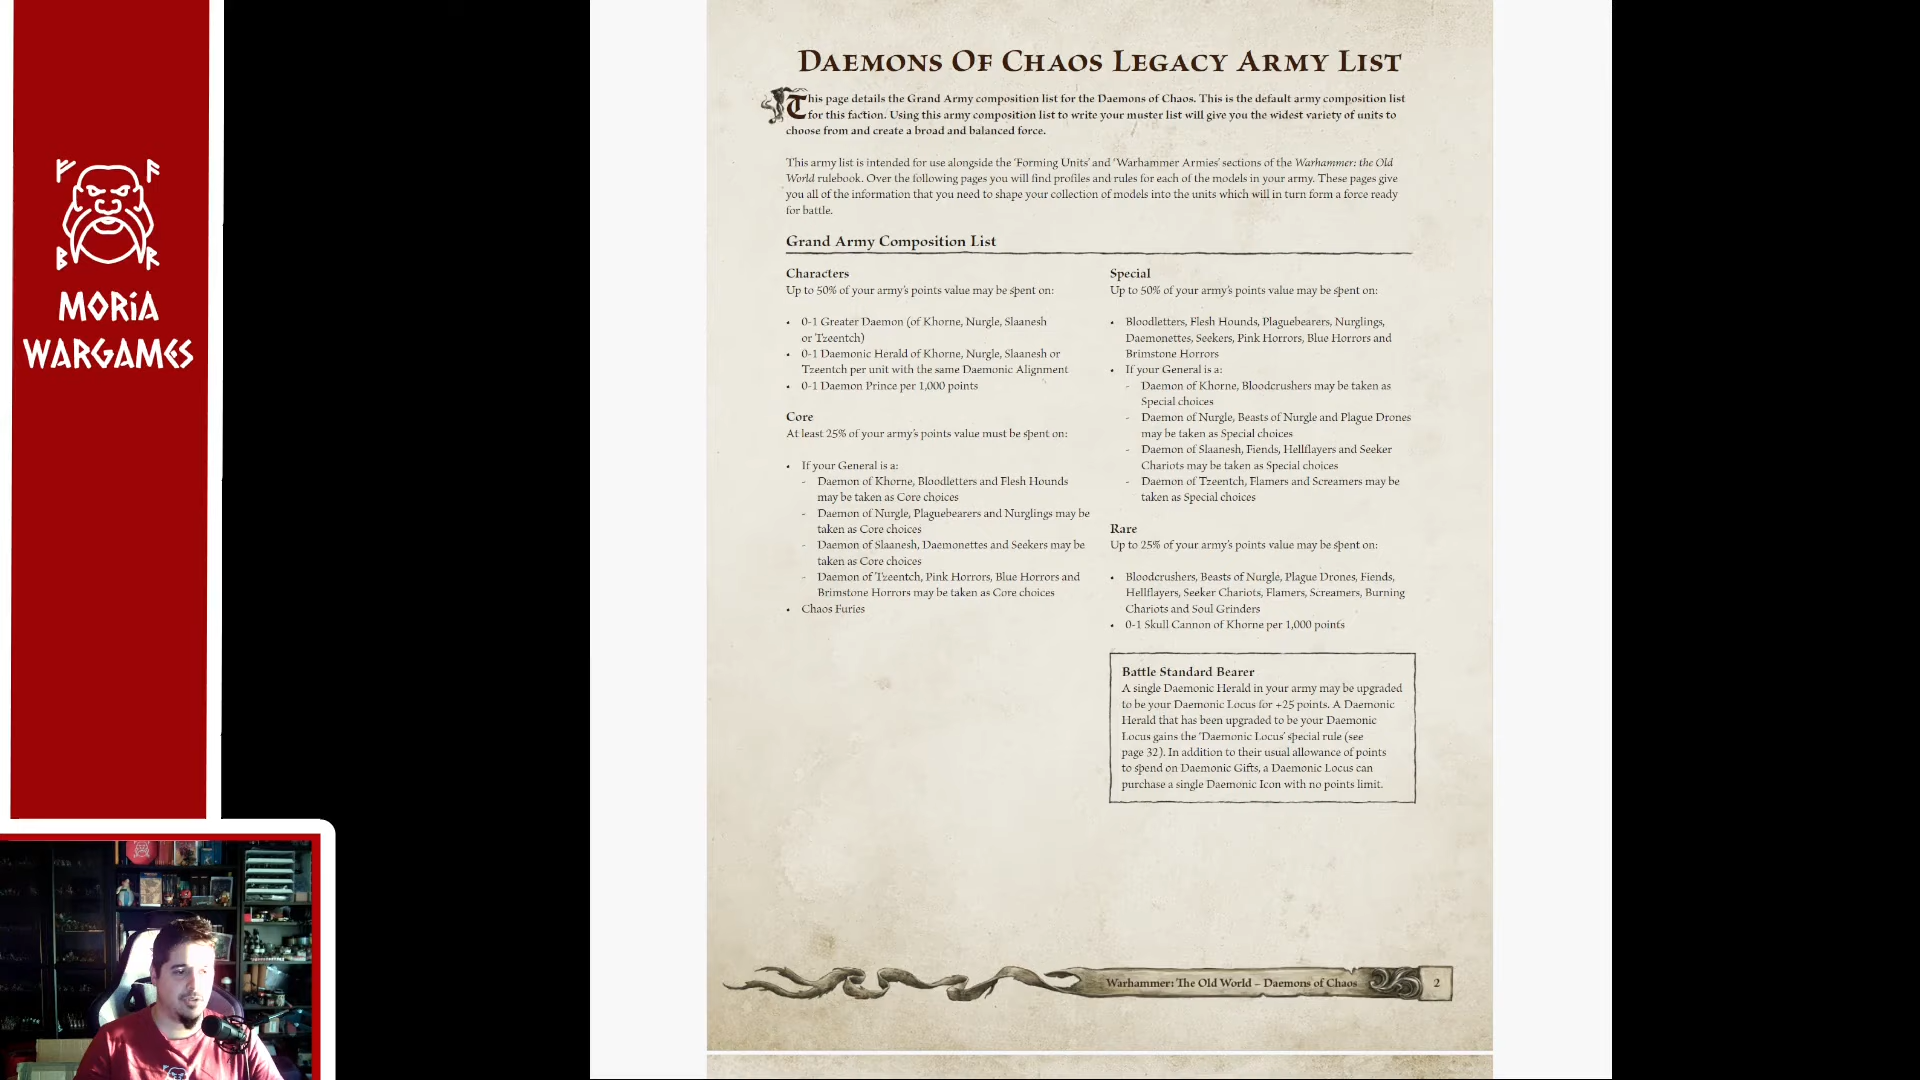 MORIA
WARGAMES
DAEMONS OF CHAOS LEGACY ARMY LIST
This page details the Grand Army composition list for the Daemons of Chaos. This is the default army composition list
for this faction. Using this army composition list to write your muster list will give you the widest variety of units to
choose from and create a broad and balanced force.
This army list is intended for use alongside the 'Forming Units' and 'Warhammer Armies' sections of the Warhammer: the Old
World rulebook. Over the following pages you will find profiles and rules for each of the models in your army. These pages give
you all of the information that you need to shape your collection of models into the units which will in turn form a force ready
for battle.
Grand Army Composition List
Characters
Up to 50% of your army's points value may be spent on:
• 0-1 Greater Daemon (of Khorne, Nurgle, Slaanesh
or Tzeentch)
• 0-1 Daemonic Herald of Khorne, Nurgle, Slaanesh or
Tzeentch per unit with the same Daemonic Alignment
• 0-1 Daemon Prince per 1,000 points
Core
At least 25% of your army's points value must be spent on:
• If your General is a:
- Daemon of Khorne, Bloodletters and Flesh Hounds
may be taken as Core choices
- Daemon of Nurgle, Plaguebearers and Nurglings may be
taken as Core choices
- Daemon of Slaanesh, Daemonettes and Seekers may be
taken as Core choices
- Daemon of Tzeentch, Pink Horrors, Blue Horrors and
Brimstone Horrors may be taken as Core choices
• Chaos Furies
Special
Up to 50% of your army's points value may be spent on:
• Bloodletters, Flesh Hounds, Plaguebearers, Nurglings,
Daemonettes, Seekers, Pink Horrors, Blue Horrors and
Brimstone Horrors
• If your General is a:
- Daemon of Khorne, Bloodcrushers may be taken as
Special choices
- Daemon of Nurgle, Beasts of Nurgle and Plague Drones
may be taken as Special choices
- Daemon of Slaanesh, Fiends, Hellflayers and Seeker
Chariots may be taken as Special choices
- Daemon of Tzeentch, Flamers and Screamers may be
taken as Special choices
Rare
Up to 25% of your army's points value may be spent on:
• Bloodcrushers, Beasts of Nurgle, Plague Drones, Fiends,
Hellflayers, Seeker Chariots, Flamers, Screamers, Burning
Chariots and Soul Grinders
• 0-1 Skull Cannon of Khorne per 1,000 points
Battle Standard Bearer
A single Daemonic Herald in your army may be upgraded
to be your Daemonic Locus for +25 points. A Daemonic
Herald that has been upgraded to be your Daemonic
Locus gains the 'Daemonic Locus' special rule (see
page 32). In addition to their usual allowance of points
to spend on Daemonic Gifts, a Daemonic Locus can
purchase a single Daemonic Icon with no points limit.
Warhammer: The Old World – Daemons of Chaos
2